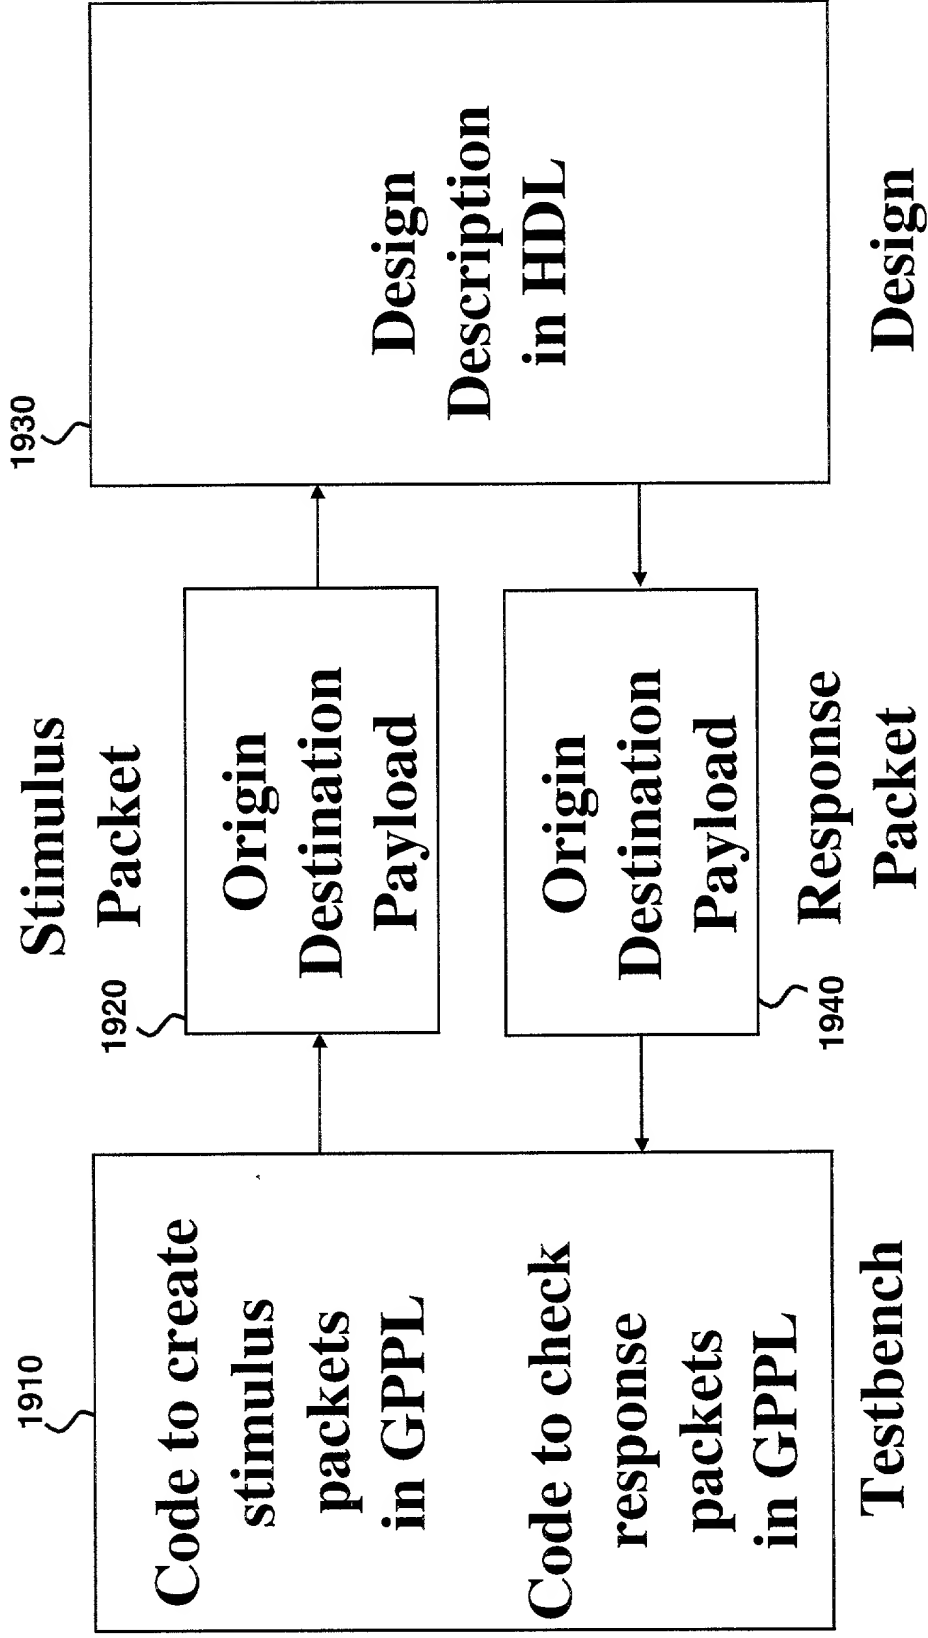 1910
Code to create
stimulus
packets
in GPPL
Code to check
response
packets
in GPPL
Testbench
Stimulus
Packet
1920
Origin
Destination
Payload
Origin
Destination
Payload
1940
Response
Packet
1930
Design
Description
in HDL
Design